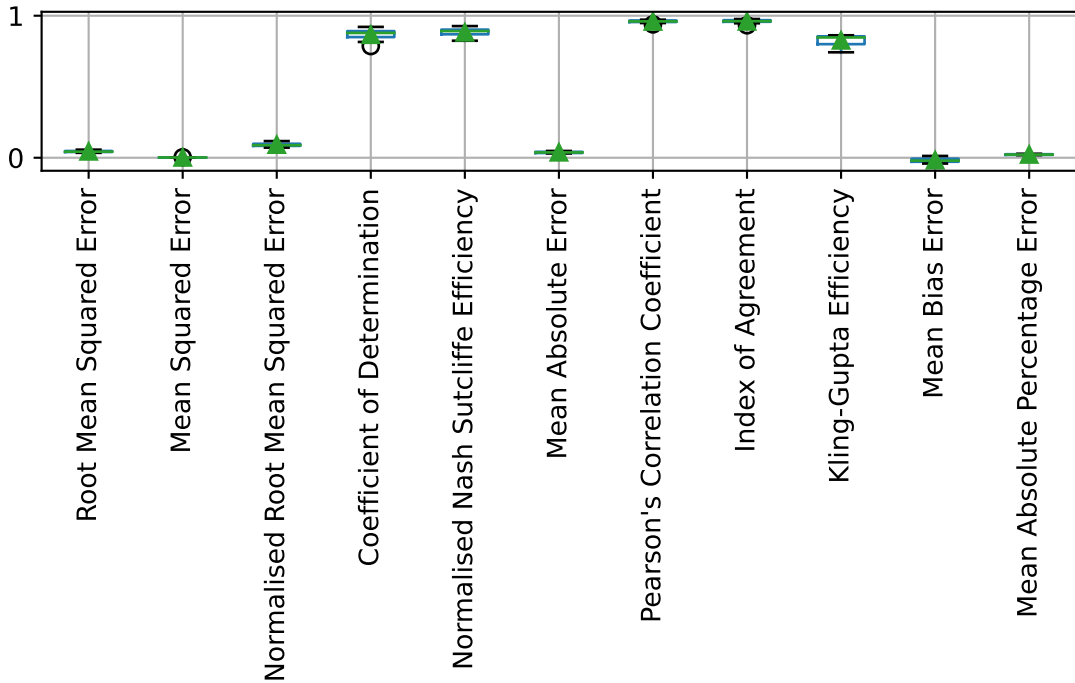 1
0
Root Mean Squared Error
Mean Squared Error
Normalised Root Mean Squared Error
Coefficient of Determination
Normalised Nash Sutcliffe Efficiency
Mean Absolute Error
Pearson's Correlation Coefficient
Index of Agreement
Kling-Gupta Efficiency
Mean Bias Error
Mean Absolute Percentage Error